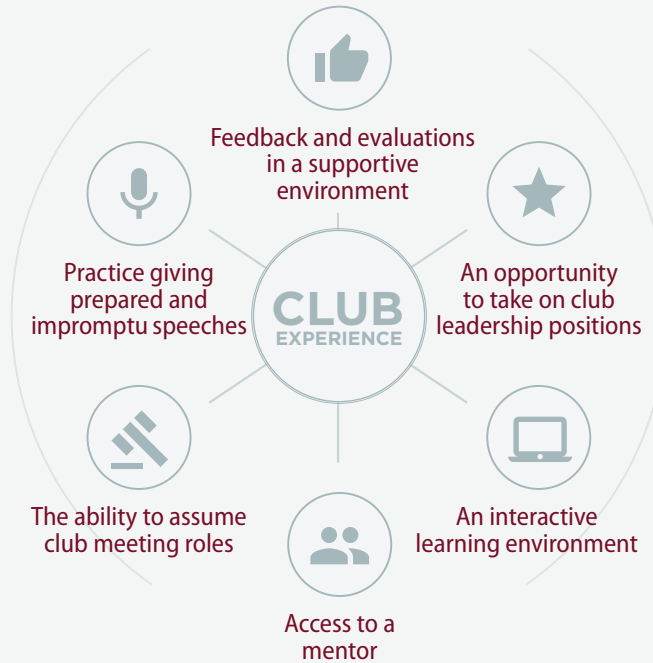 Feedback and evaluations
in a supportive
environment
Practice giving
prepared and
impromptu speeches
CLUB
EXPERIENCE
An opportunity
to take on club
leadership positions
The ability to assume
club meeting roles
An interactive
learning environment
Access to a
mentor